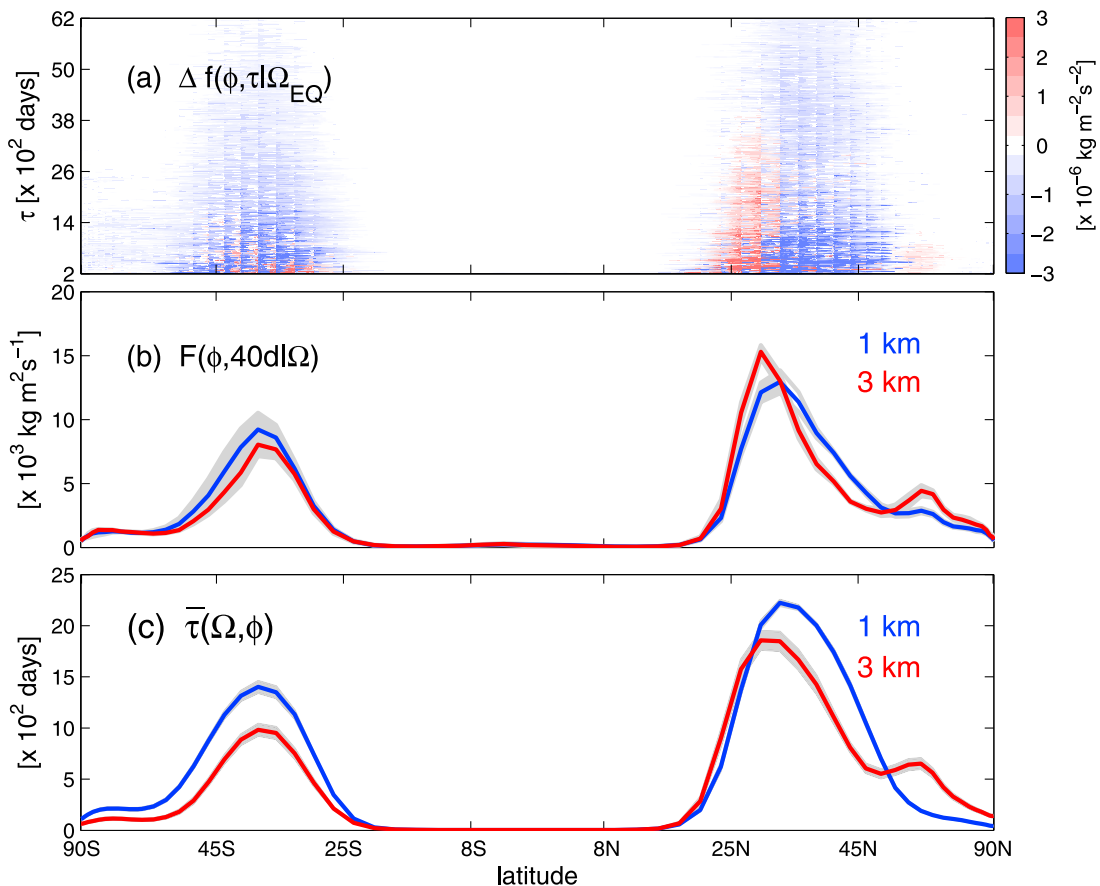 62
50
38
26
14
2
τ [x 10² days]
(a) Δ f(ϕ,τ|Ω_EQ)
3
2
1
0
−1
−2
−3
[x 10⁻⁶ kg m⁻²s⁻²]
20
15
10
5
0
[x 10³ kg m²s⁻¹]
(b) F(ϕ,40d|Ω)
1 km
3 km
25
20
15
10
5
0
[x 10² days]
(c) τ̅(Ω,ϕ)
1 km
3 km
90S 45S 25S 8S 8N 25N 45N 90N
latitude